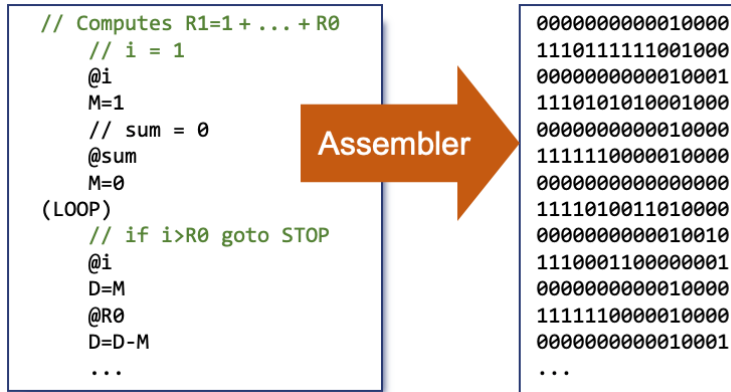 // Computes R1=1 + ... + R0
// i = 1
@i
M=1
// sum = 0
@sum
M=0
(LOOP)
// if i>R0 goto STOP
@i
D=M
@R0
D=D-M
...
Assembler
0000000000010000
1110111111001000
0000000000010001
1110101010001000
0000000000010000
1111110000010000
0000000000000000
1111010011010000
0000000000010010
1110001100000001
0000000000010000
1111110000010000
0000000000010001
...